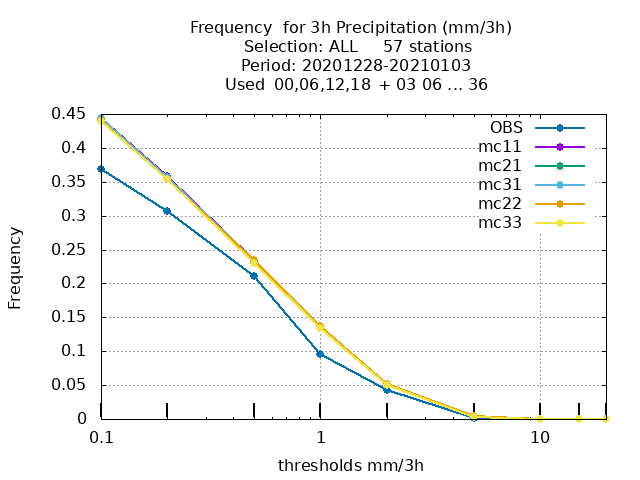 Frequency  for 3h Precipitation (mm/3h)
Selection: ALL     57 stations
Period: 20201228-20210103
Used  00,06,12,18  + 03 06 ... 36
0.45
0.4
0.35
0.3
0.25
0.2
0.15
0.1
0.05
0
Frequency
OBS
mc11
mc21
mc31
mc22
mc33
0.1 1 10
thresholds mm/3h